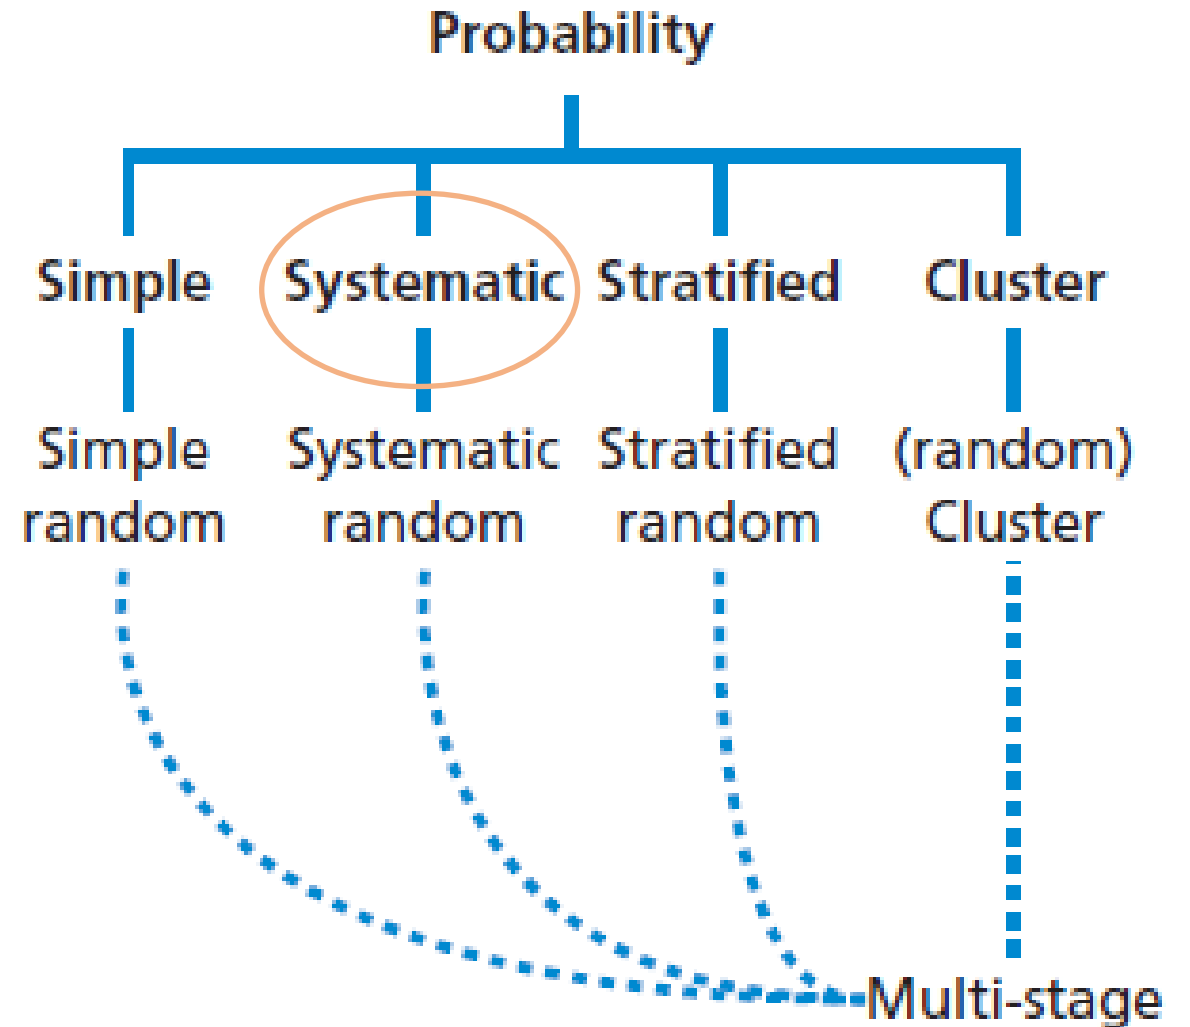 Probability
Simple Systematic Stratified Cluster
Simple Systematic Stratified (random)
random random random Cluster
Multi-stage